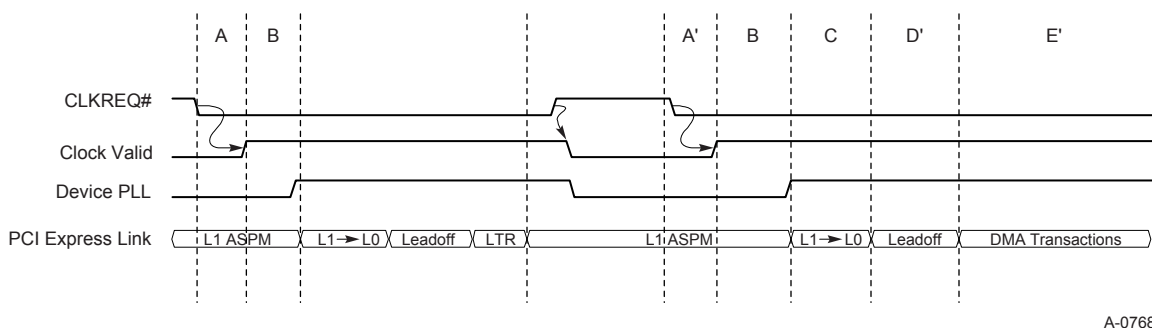 A B A' B C D' E'
CLKREQ#
Clock Valid
Device PLL
PCI Express Link L1 ASPM L1 → L0 Leadoff LTR L1 ASPM L1 → L0 Leadoff DMA Transactions
A-0768